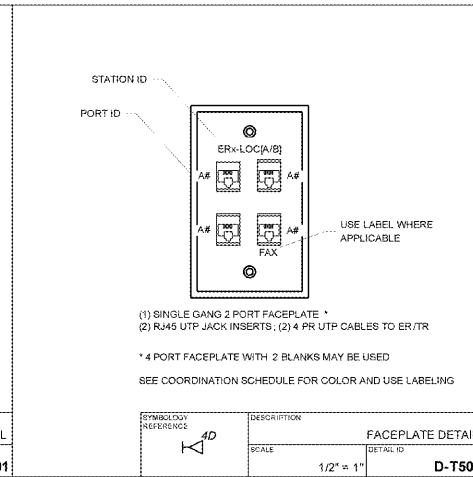 STATION ID
PORT ID
ERx-LOC[A/B]
A#
A#
A#
A#
FAX
USE LABEL WHERE
APPLICABLE
(1) SINGLE GANG 2 PORT FACEPLATE *
(2) RJ45 UTP JACK INSERTS; (2) 4 PR UTP CABLES TO ER/TR
* 4 PORT FACEPLATE WITH 2 BLANKS MAY BE USED
SEE COORDINATION SCHEDULE FOR COLOR AND USE LABELING
SYMBOLOGY
REFERENCE
4D
DESCRIPTION
FACEPLATE DETAI
SCALE
1/2" = 1"
DETAIL ID
D-T50
L
01